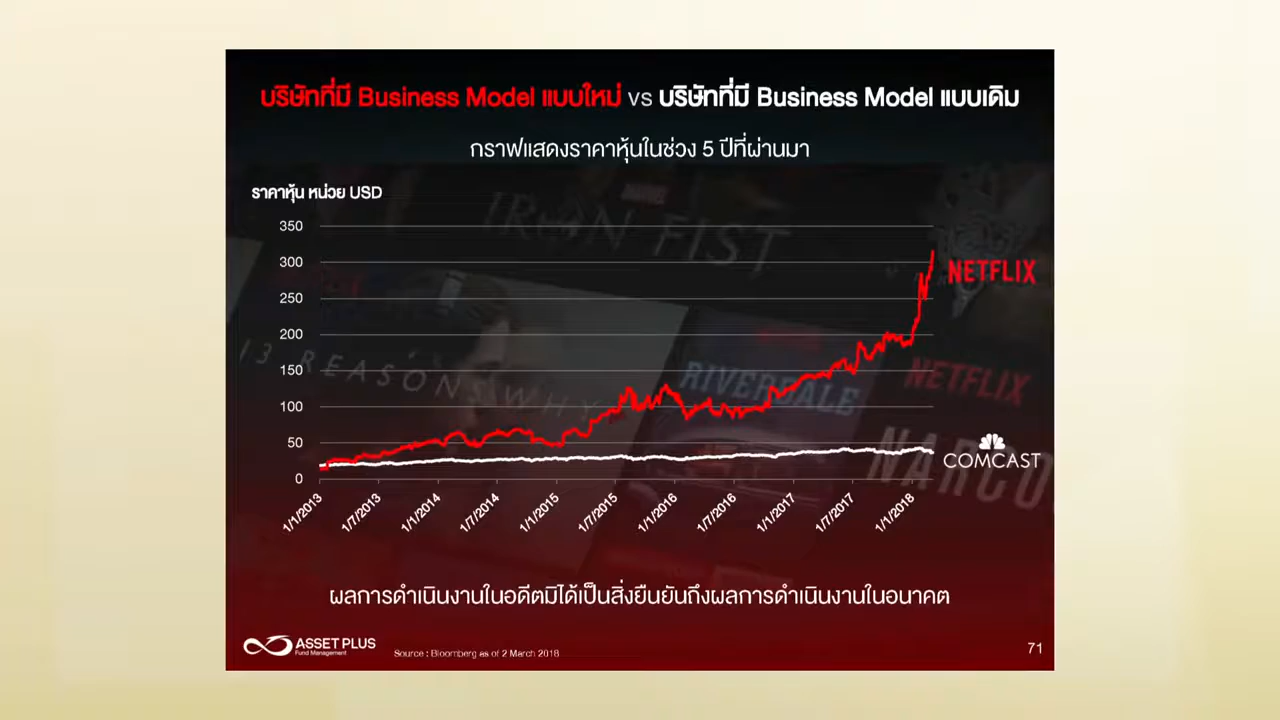 บริษัทที่มี Business Model แบบใหม่ vs บริษัทที่มี Business Model แบบเดิม
กราฟแสดงราคาหุ้นในช่วง 5 ปีที่ผ่านมา
ราคาหุ้น หน่วย USD
MARVEL
IRON FIST
350
300
250
200
150
100
50
0
NETFLIX
13 REASONS WHY
RIVERDALE
NETFLIX
NARCO
COMCAST
1/1/2013
1/7/2013
1/1/2014
1/7/2014
1/1/2015
1/7/2015
1/1/2016
1/7/2016
1/1/2017
1/7/2017
1/1/2018
ผลการดำเนินงานในอดีตมิได้เป็นสิ่งยืนยันถึงผลการดำเนินงานในอนาคต
ASSET PLUS
Fund Management
Source : Bloomberg as of 2 March 2018
71